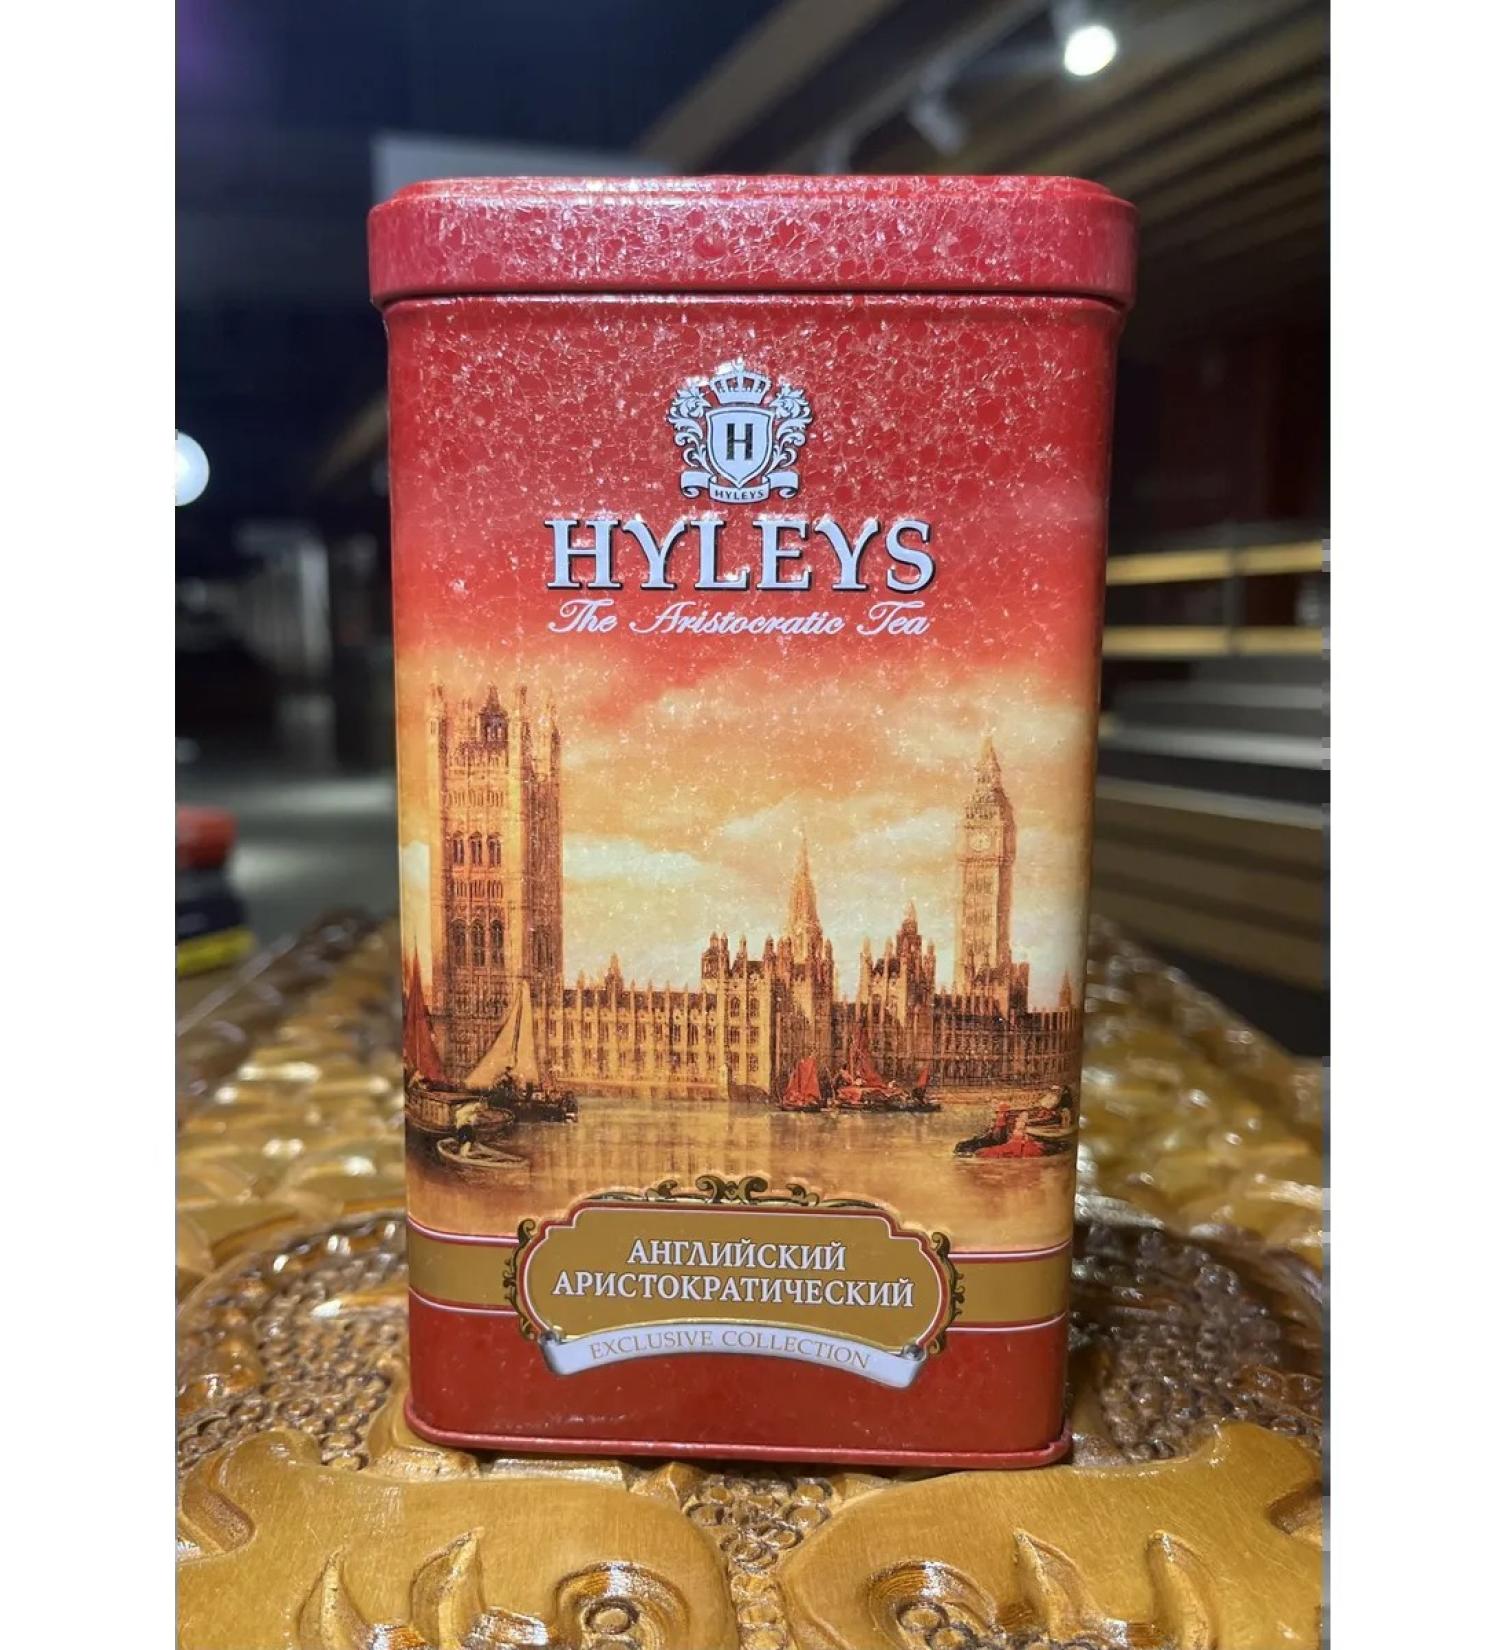 H
HYLEYS
HYLEYS
The Aristocratic Tea
АНГЛИЙСКИЙ
АРИСТОКРАТИЧЕСКИЙ
EXCLUSIVE COLLECTION